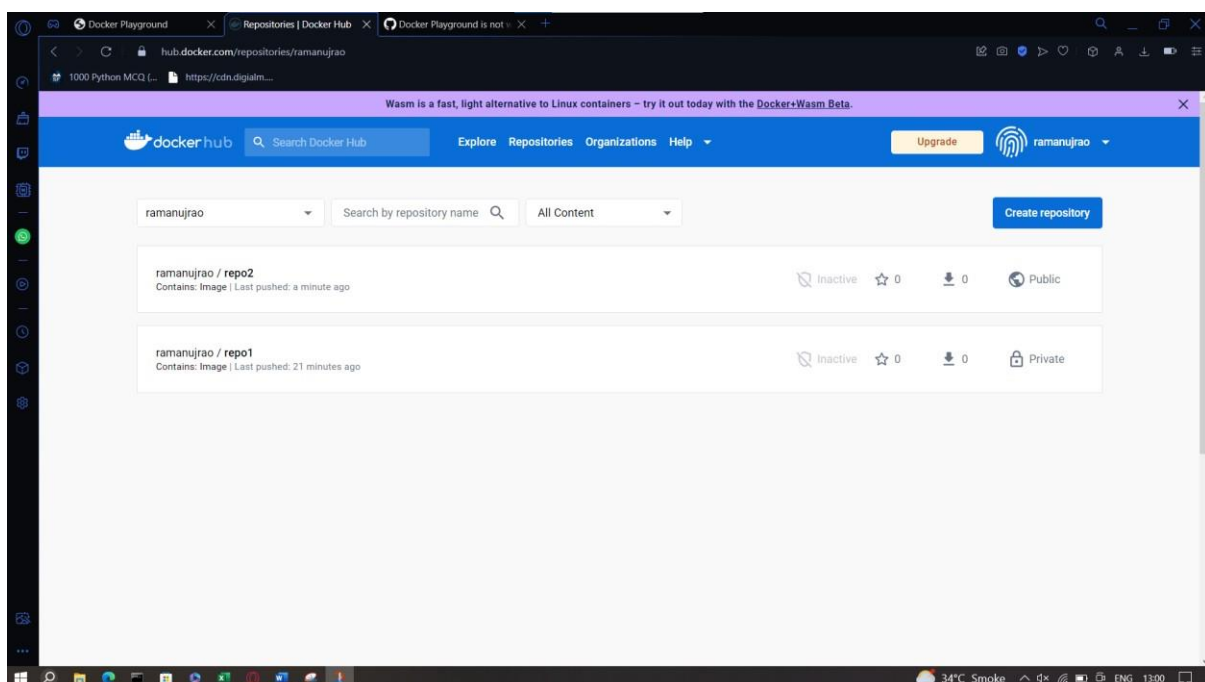 Docker Playground
Repositories | Docker Hub
Docker Playground is not
hub.docker.com/repositories/ramanujrao
1000 Python MCQ (...
https://cdn.digialm....
Wasm is a fast, light alternative to Linux containers – try it out today with the Docker+Wasm Beta.
dockerhub
Search Docker Hub
Explore Repositories Organizations Help
Upgrade
ramanujrao
ramanujrao
Search by repository name
All Content
Create repository
ramanujrao / repo2
Contains: Image | Last pushed: a minute ago
Inactive 0 0 Public
ramanujrao / repo1
Contains: Image | Last pushed: 21 minutes ago
Inactive 0 0 Private
34°C Smoke ENG 13:00